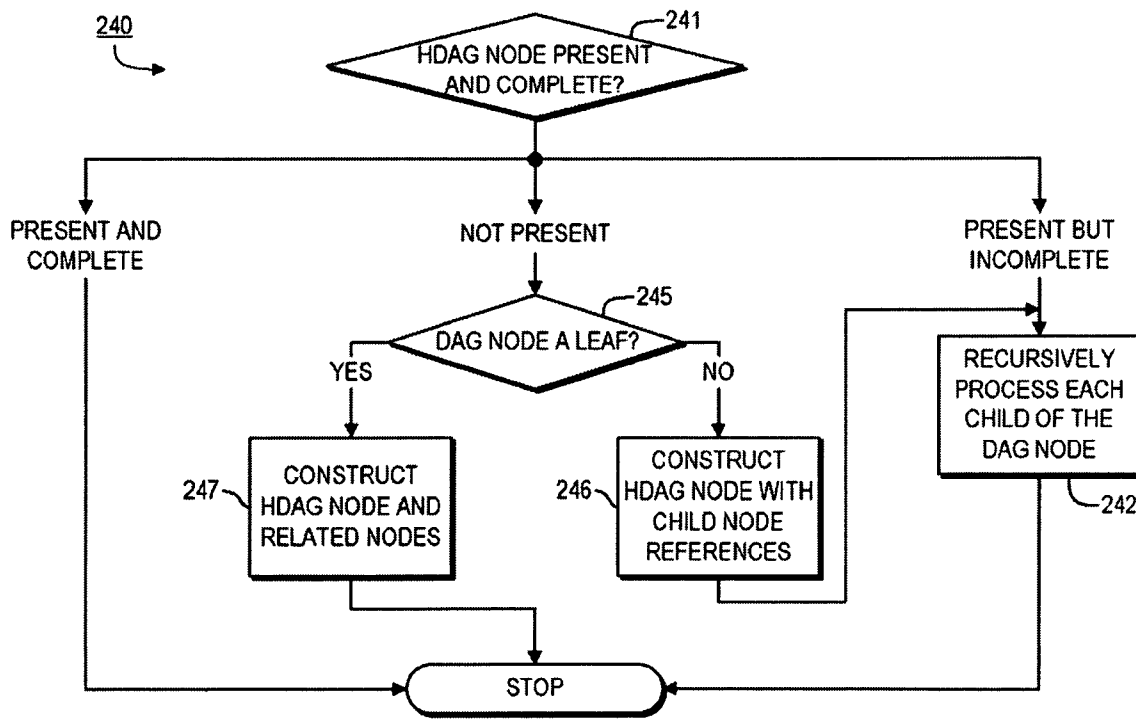 240
241
HDAG NODE PRESENT
AND COMPLETE?
PRESENT AND
COMPLETE
NOT PRESENT
PRESENT BUT
INCOMPLETE
245
DAG NODE A LEAF?
YES
NO
RECURSIVELY
PROCESS EACH
CHILD OF THE
DAG NODE
242
247
CONSTRUCT
HDAG NODE AND
RELATED NODES
246
CONSTRUCT
HDAG NODE WITH
CHILD NODE
REFERENCES
STOP